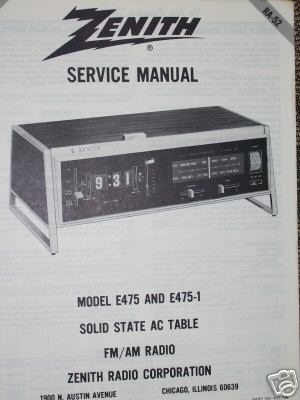 ZENITH
®
RA-52
SERVICE MANUAL
ZENITH
9:31
MODEL E475 AND E475-1
SOLID STATE AC TABLE
FM/AM RADIO
ZENITH RADIO CORPORATION
1900 N. AUSTIN AVENUE CHICAGO, ILLINOIS 60639